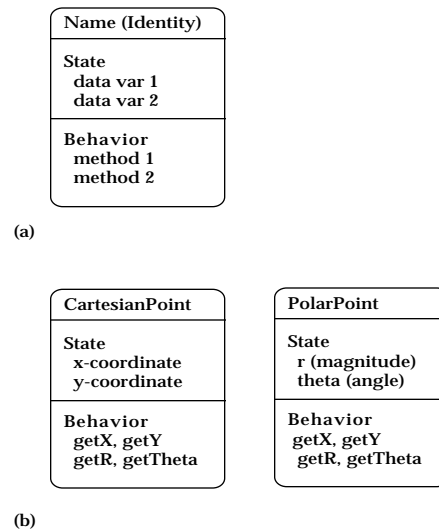 Name (Identity)
State
data var 1
data var 2
Behavior
method 1
method 2
(a)
CartesianPoint
State
x-coordinate
y-coordinate
Behavior
getX, getY
getR, getTheta
PolarPoint
State
r (magnitude)
theta (angle)
Behavior
getX, getY
getR, getTheta
(b)